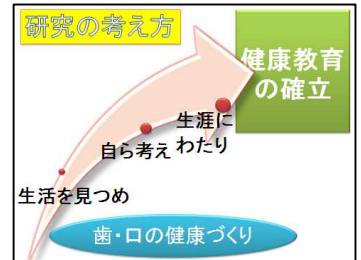 研究の考え方
健康教育
の確立
生涯に
わたり
自ら考え
生活を見つめ
歯・口の健康づくり